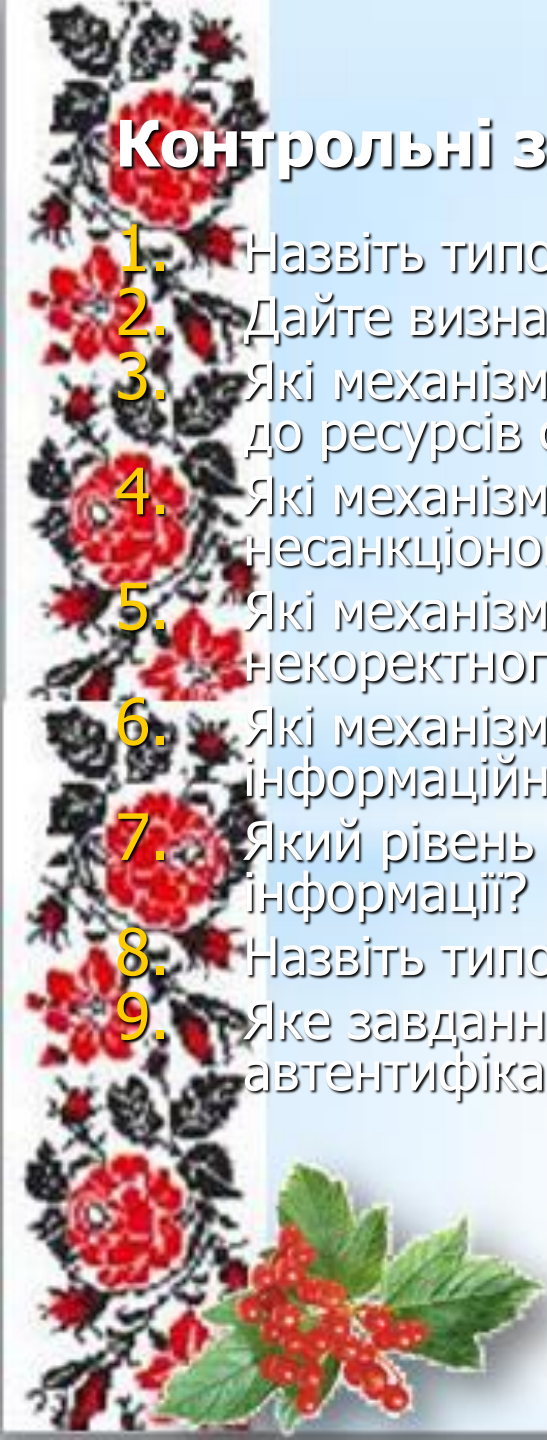 Контрольні з
1. Назвіть типо
2. Дайте визна
3. Які механізм
до ресурсів
4. Які механізм
несанкціоно
5. Які механізм
некоректног
6. Які механізм
інформаційн
7. Який рівень
інформації?
8. Назвіть типо
9. Яке завданн
автентифіка